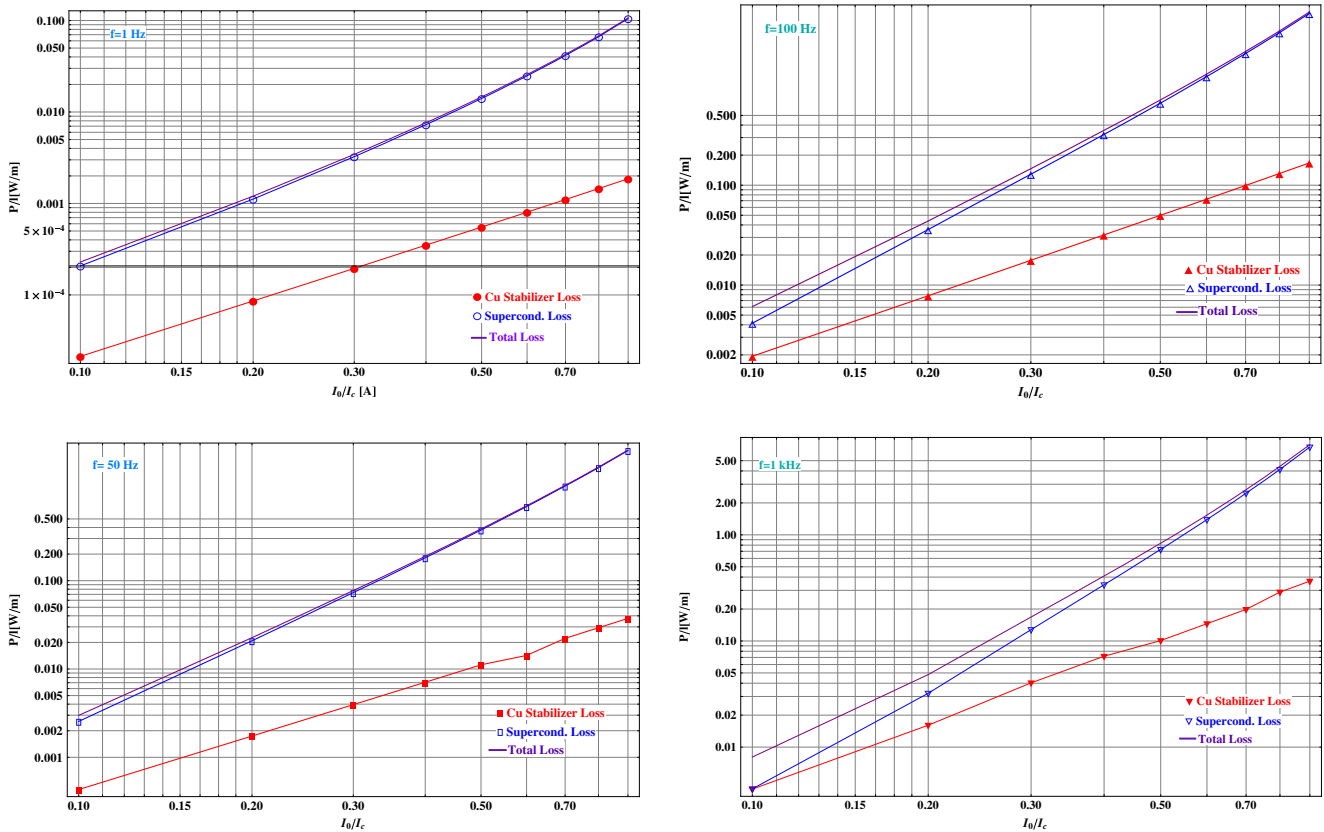 f=1 Hz
P/l[W/m]
0.100
0.050
0.010
0.005
0.001
5×10⁻⁴
1×10⁻⁴
Cu Stabilizer Loss
Supercond. Loss
Total Loss
0.10 0.20 0.30 0.50 0.70
I₀/I_c [A]
f=100 Hz
P/l[W/m]
0.500
0.200
0.100
0.050
0.020
0.010
0.005
0.002
Cu Stabilizer Loss
Supercond. Loss
Total Loss
0.10 0.15 0.20 0.30 0.50 0.70
I₀/I_c
f= 50 Hz
P/l[W/m]
0.500
0.200
0.100
0.050
0.020
0.010
0.005
0.002
0.001
Cu Stabilizer Loss
Supercond. Loss
Total Loss
0.10 0.15 0.20 0.30 0.50 0.70
I₀/I_c
f=1 kHz
P/l[W/m]
5.00
2.00
1.00
0.50
0.20
0.10
0.05
0.02
0.01
Cu Stabilizer Loss
Supercond. Loss
Total Loss
0.10 0.15 0.20 0.30 0.50 0.70
I₀/I_c